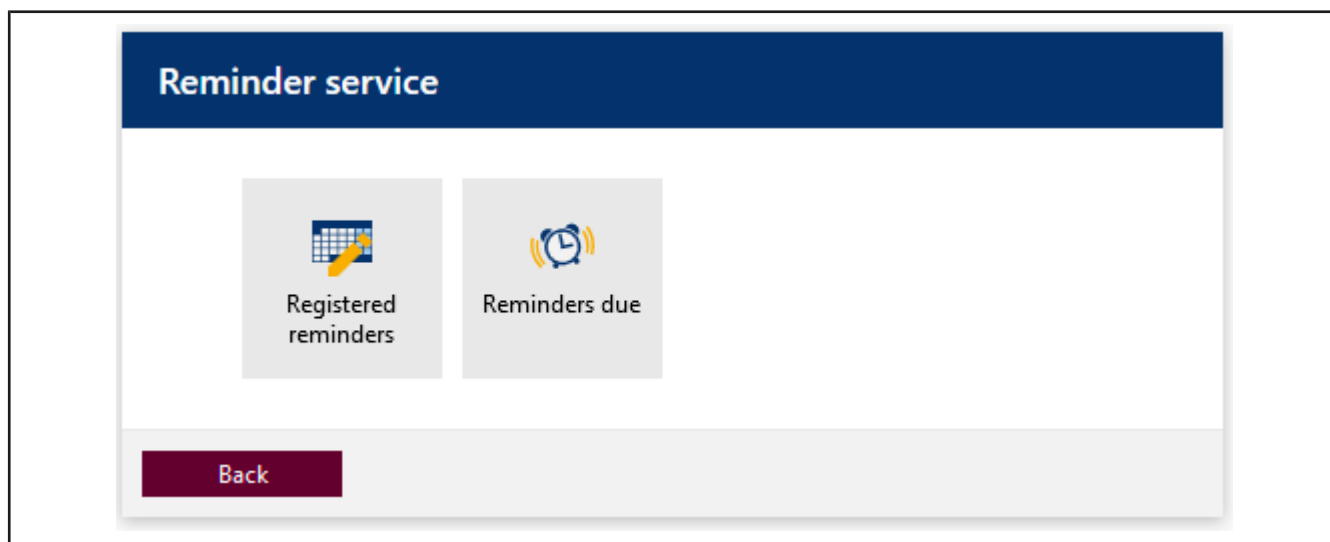 Reminder service
Registered
reminders
Reminders due
Back